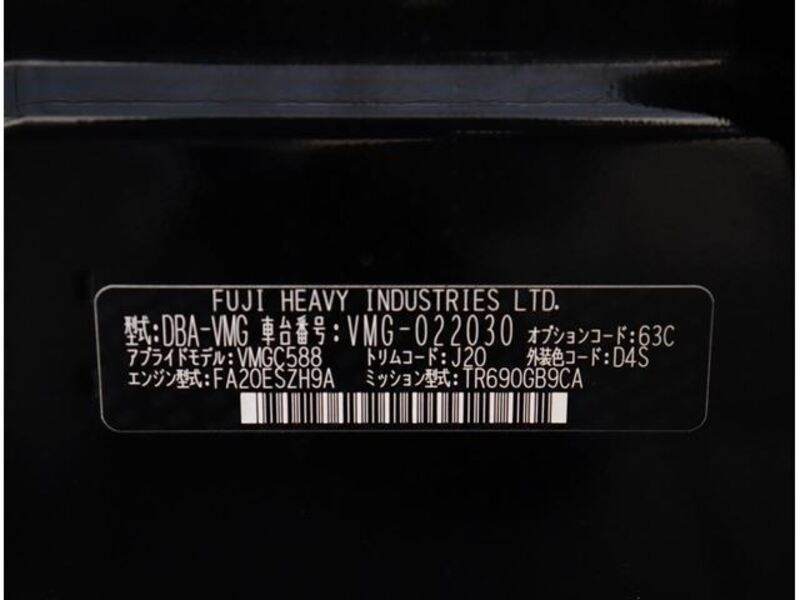 FUJI HEAVY INDUSTRIES LTD.
型式:DBA-VMG 車台番号:VMG-022030 オプションコード:63C
アプライドモデル:VMGC588 トリムコード:J20 外装色コード:D4S
エンジン型式:FA20ESZH9A ミッション型式:TR690GB9CA